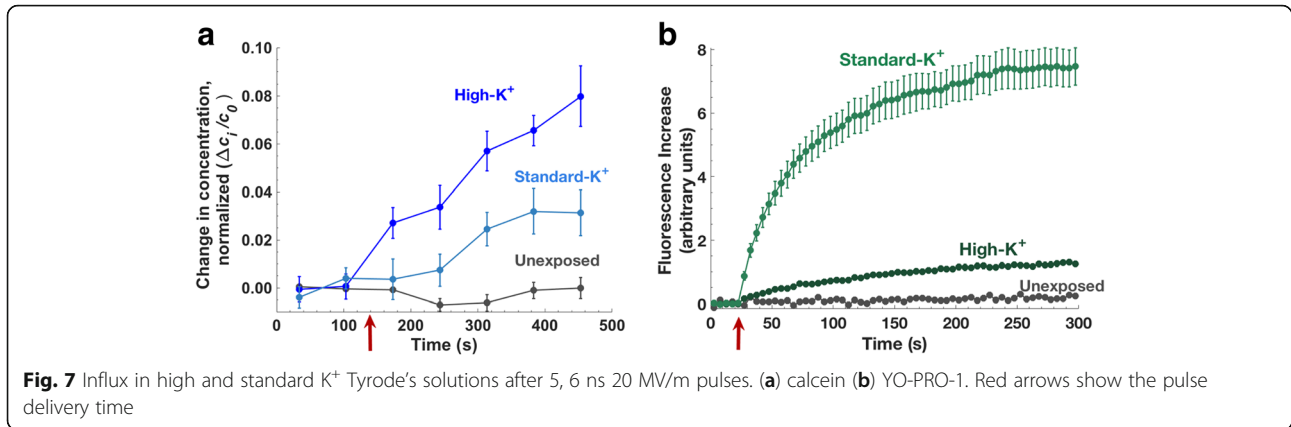 a
Change in concentration,
normalized (Δcᵢ /c₀)
0.10
0.08
0.06
0.04
0.02
0.00
High-K⁺
Standard-K⁺
Unexposed
0 100 200 300 400 500
Time (s)
b
Fluorescence Increase
(arbitrary units)
8
6
4
2
0
Standard-K⁺
High-K⁺
Unexposed
0 50 100 150 200 250 300
Time (s)
Fig. 7 Influx in high and standard K⁺ Tyrode's solutions after 5, 6 ns 20 MV/m pulses. (a) calcein (b) YO-PRO-1. Red arrows show the pulse
delivery time